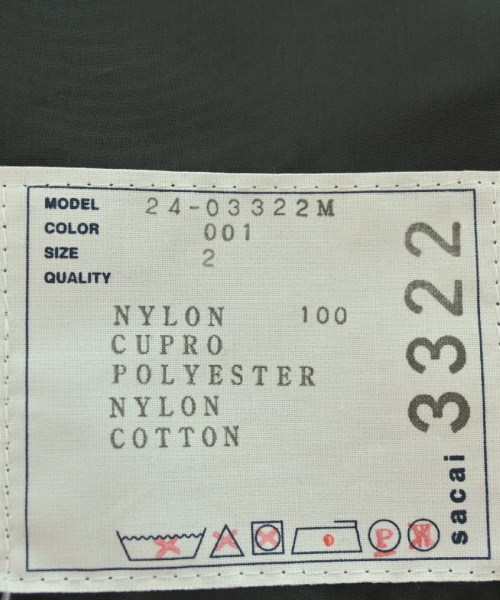 MODEL 24-03322M
COLOR 001
SIZE 2
QUALITY
NYLON 100
CUPRO
POLYESTER
NYLON
COTTON
sacai 3322
P W